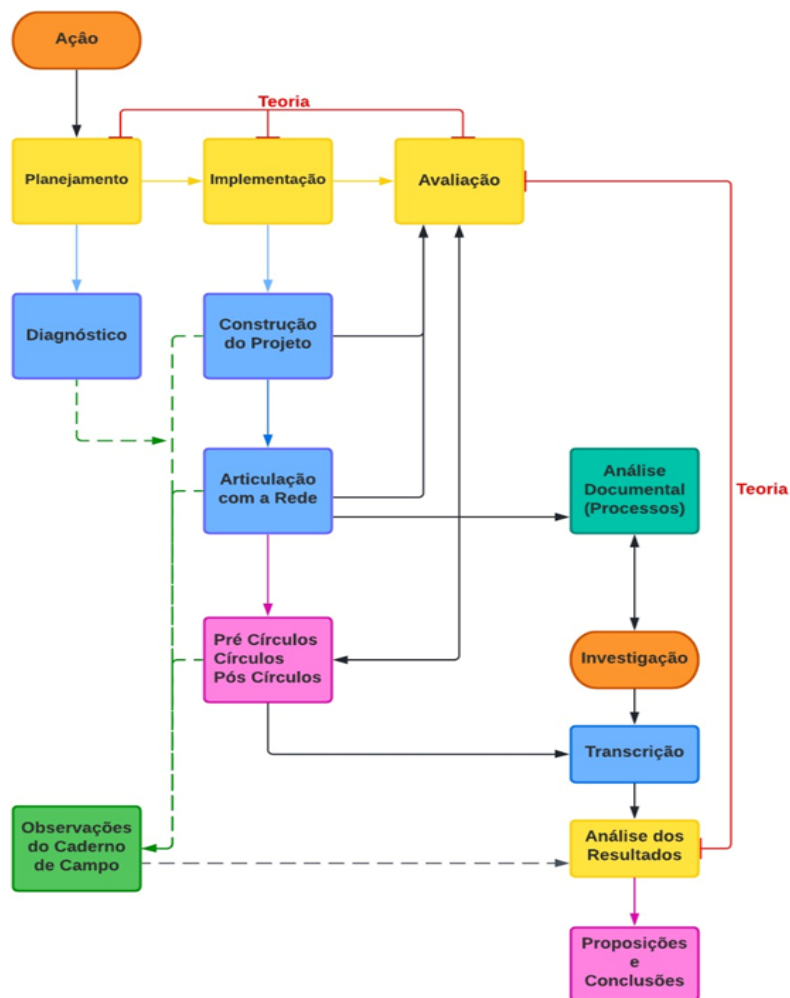 Açâo
Teoria
Planejamento
Implementação
Avaliação
Diagnóstico
Construção
do Projeto
Articulação
com a Rede
Análise
Documental
(Processos)
Teoria
Pré Círculos
Círculos
Pós Círculos
Investigação
Transcrição
Observações
do Caderno
de Campo
Análise dos
Resultados
Proposições
e
Conclusões